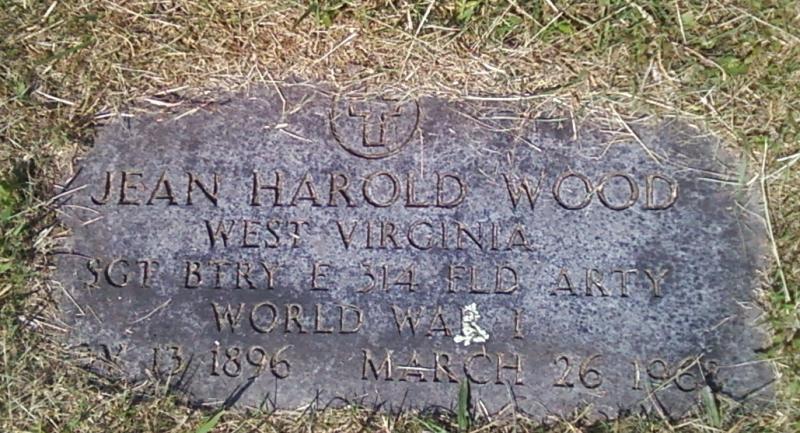 JEAN HAROLD WOOD
WEST VIRGINIA
SGT BTRY E 314 FLD ARTY
WORLD WAR I
13 1896 MARCH 26